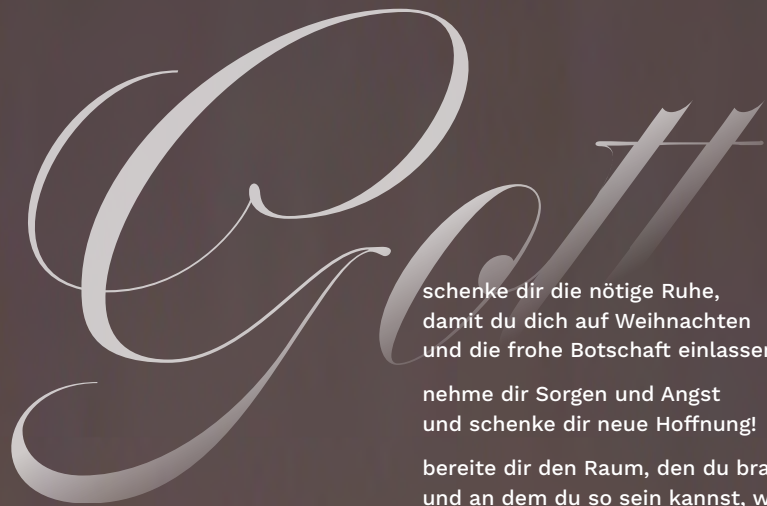 Gott
schenke dir die nötige Ruhe,
damit du dich auf Weihnachten
und die frohe Botschaft
nehme dir Sorgen und Angst
und schenke dir neue Hoffnung!
bereite dir den Raum, den du
und an dem du so sein kannst,